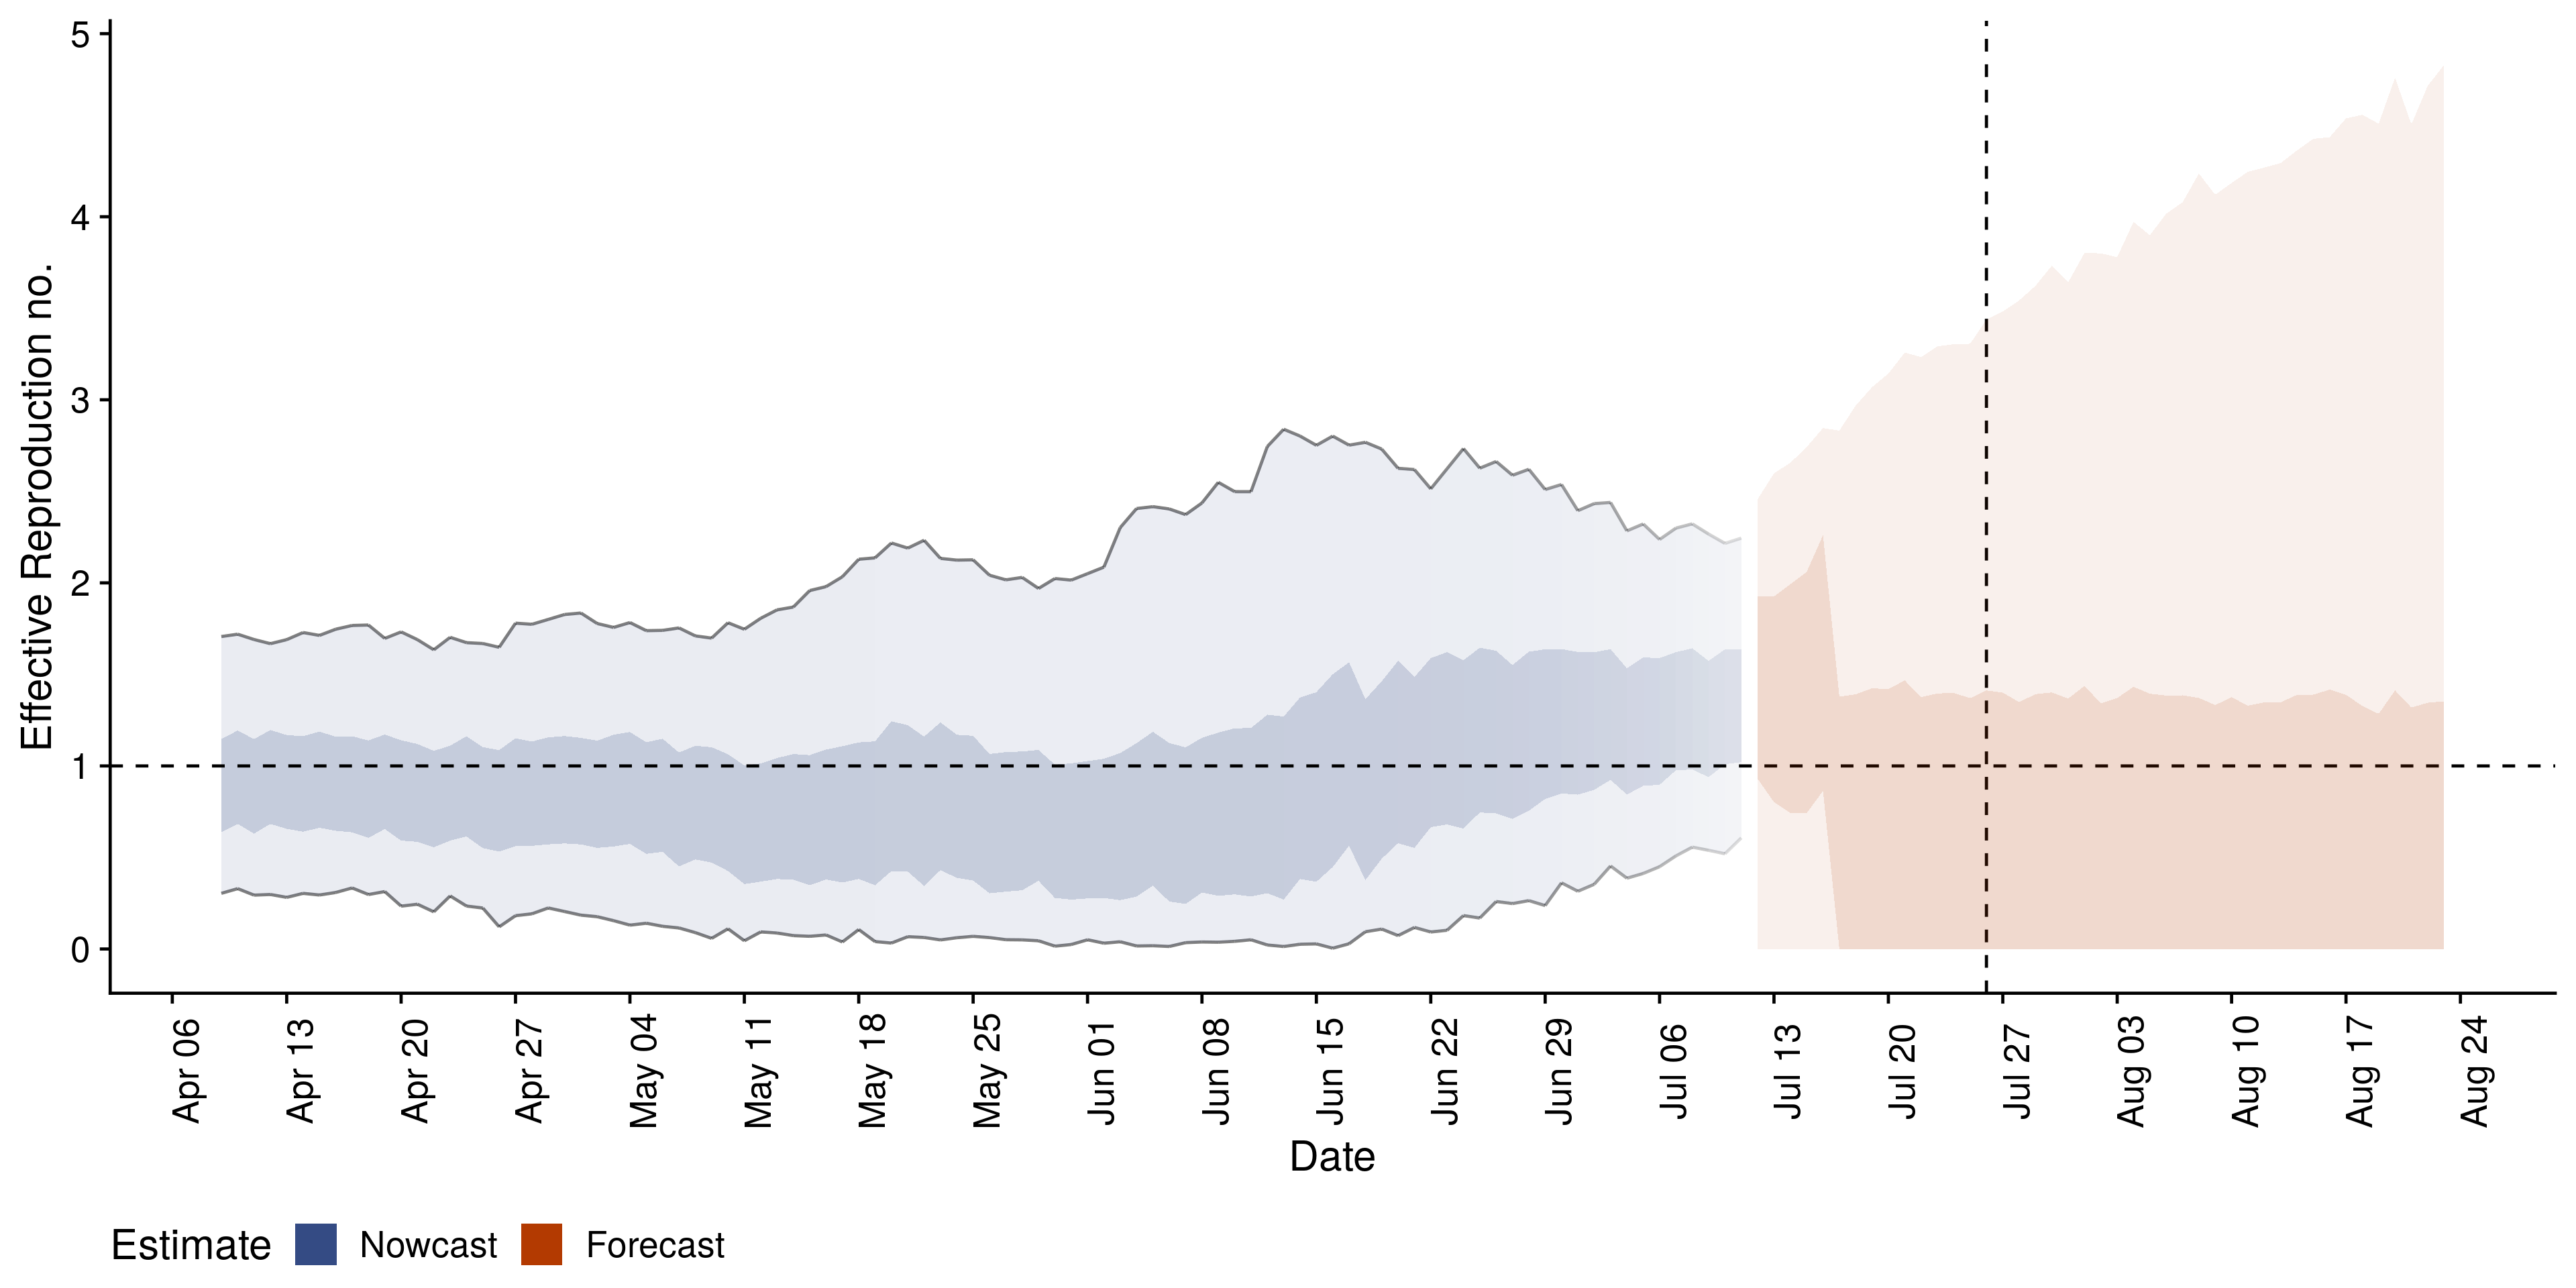 Effective Reproduction no.
5
4
3
2
1
0
Apr 06
Apr 13
Apr 20
Apr 27
May 04
May 11
May 18
May 25
Jun 01
Jun 08
Jun 15
Jun 22
Jun 29
Jul 06
Jul 13
Jul 20
Jul 27
Aug 03
Aug 10
Aug 17
Aug 24
Date
Estimate Nowcast Forecast